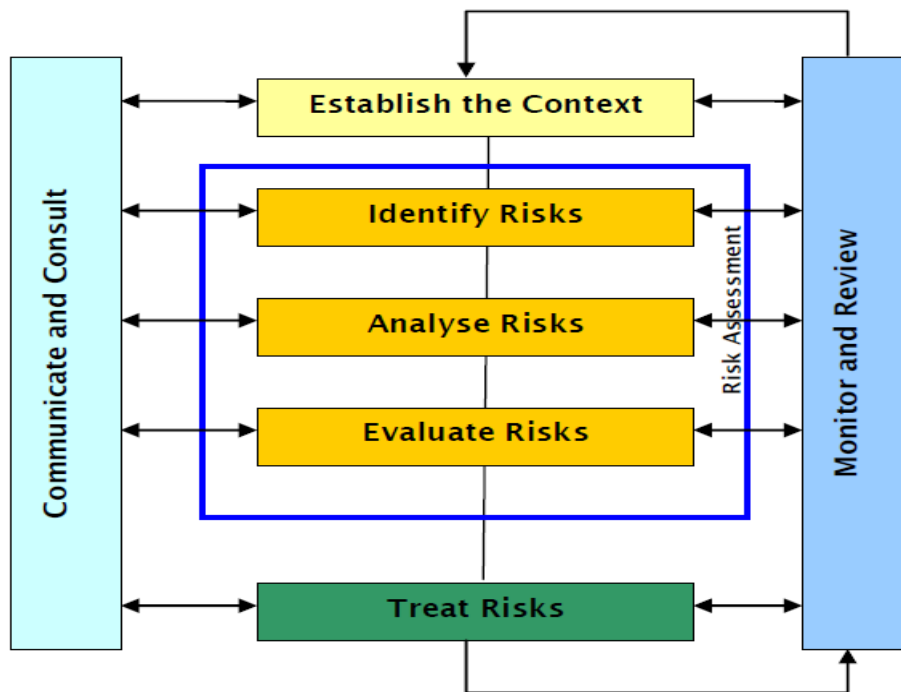 Establish the Context
Identify Risks
Analyse Risks
Evaluate Risks
Treat Risks
Communicate and Consult
Risk Assessment
Monitor and Review